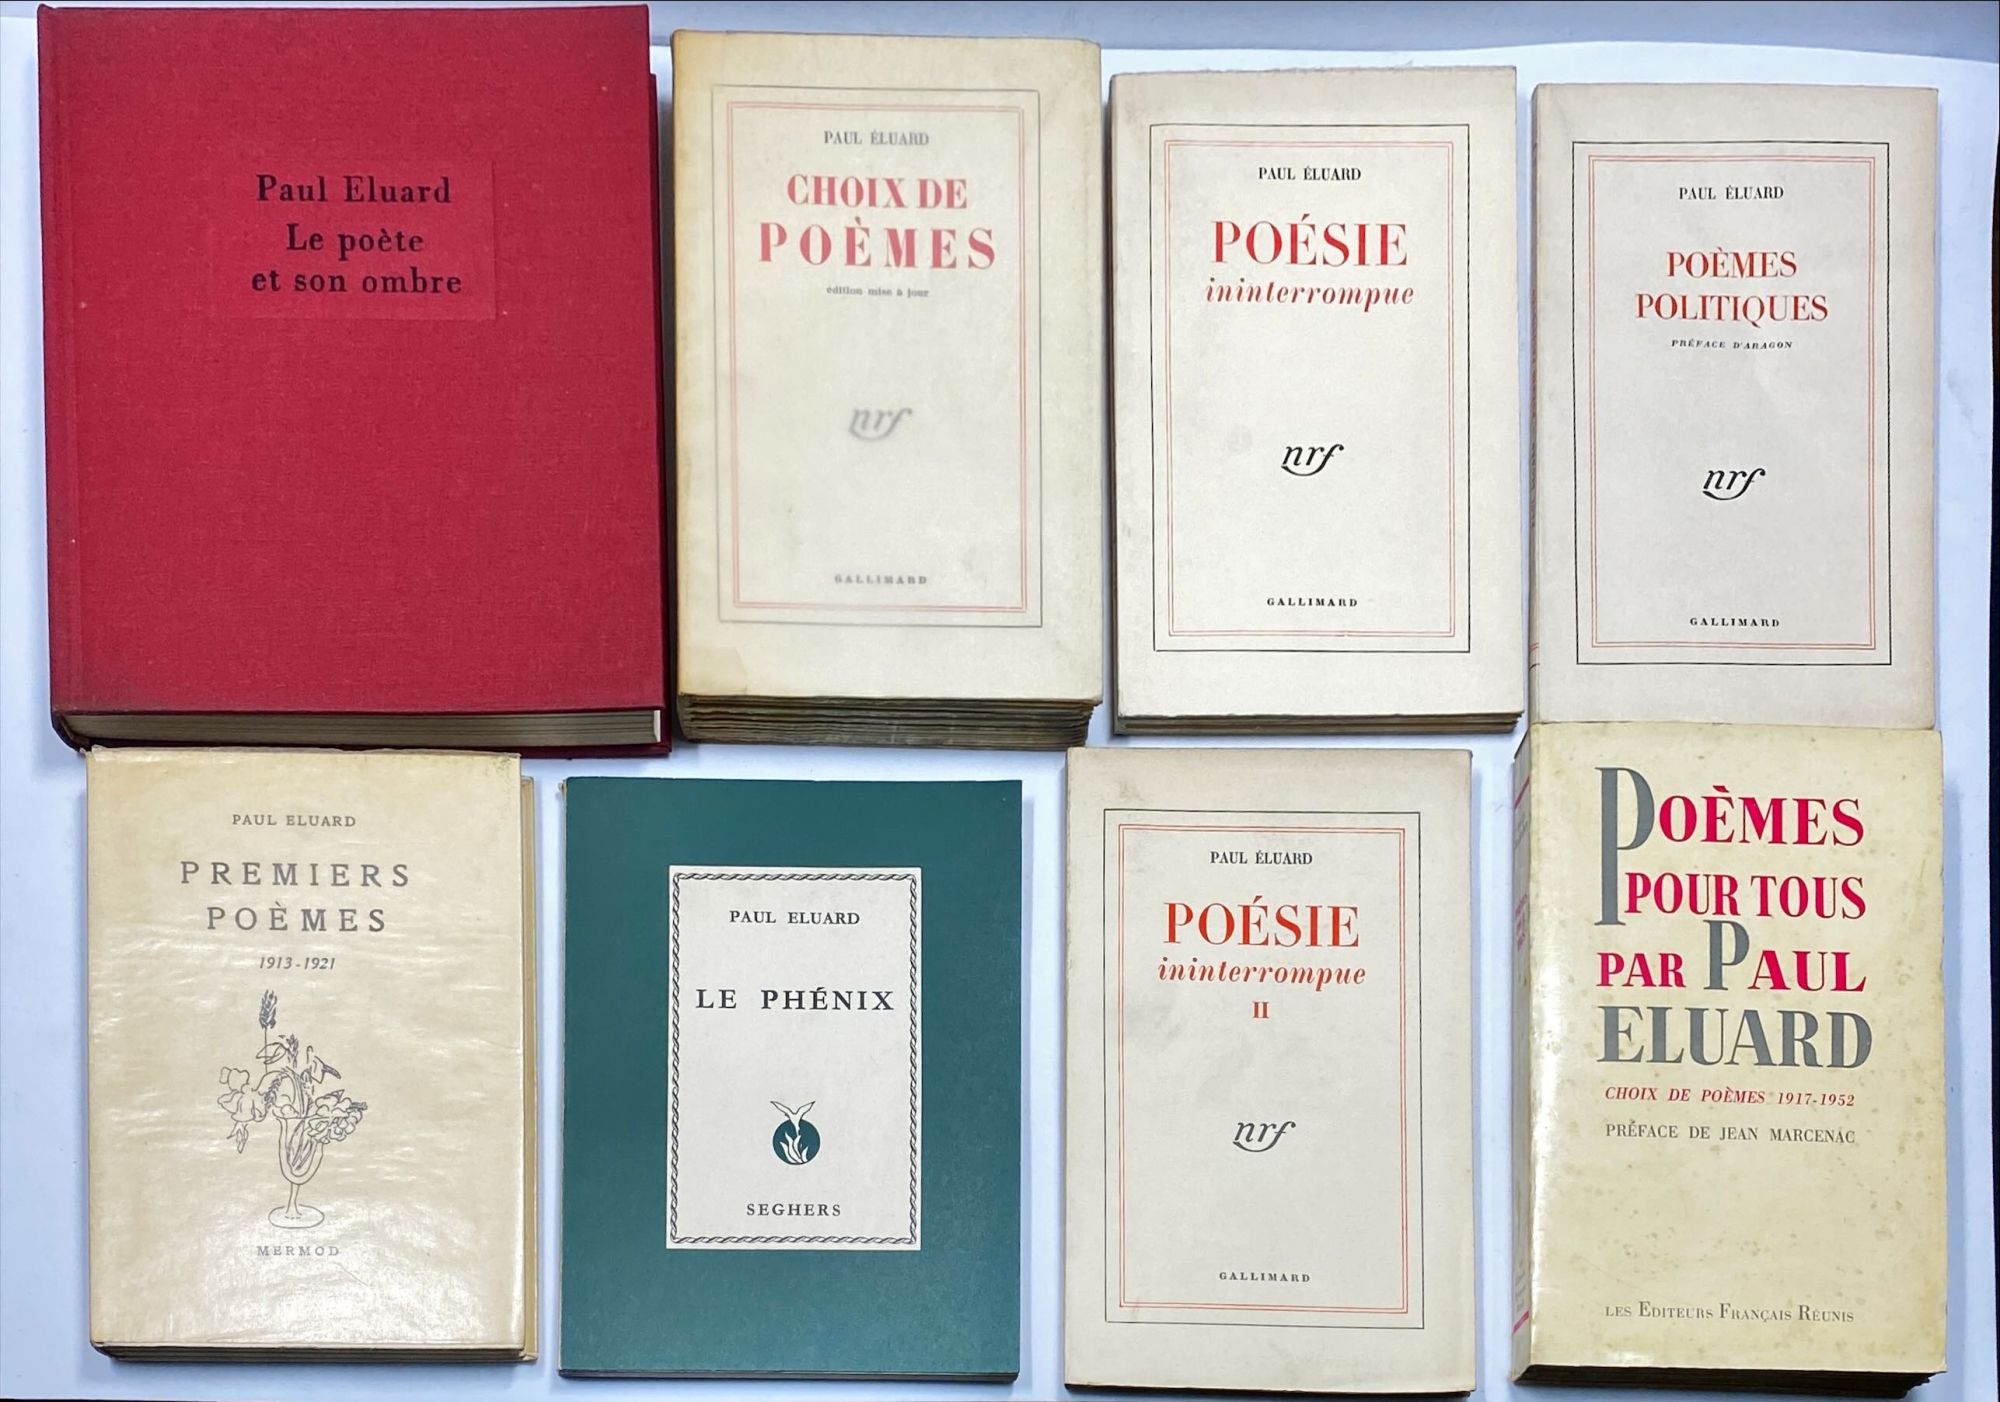 Paul Eluard
Le poète
et son ombre
PAUL ÉLUARD
CHOIX DE
POÈMES
édition mise à jour
nrf
GALLIMARD
PAUL ÉLUARD
POÉSIE
ininterrompue
nrf
GALLIMARD
PAUL ÉLUARD
POÈMES
POLITIQUES
PRÉFACE D'ARAGON
nrf
GALLIMARD
PAUL ELUARD
PREMIERS
POÈMES
1913-1921
MERMOD
PAUL ELUARD
LE PHÉNIX
SEGHERS
PAUL ÉLUARD
POÉSIE
ininterrompue
II
nrf
GALLIMARD
POÈMES
POUR TOUS
PAR PAUL
ELUARD
CHOIX DE POÈMES 1917-1952
PRÉFACE DE JEAN MARCENAC
LES EDITEURS FRANÇAIS RÉUNIS